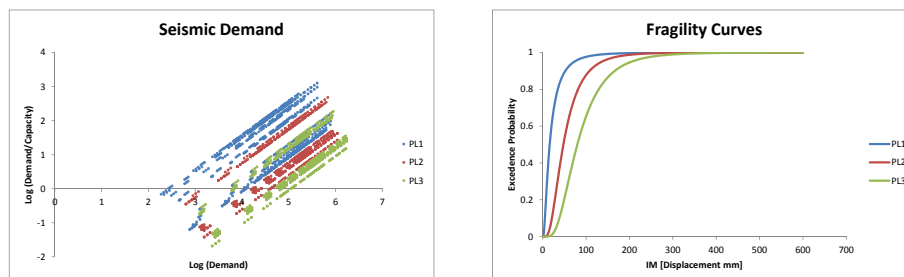 Seismic Demand
4
3
2
1
0
-1
-2
0 1 2 3 4 5 6 7
Log (Demand/Capacity)
Log (Demand)
PL1
PL2
PL3
Fragility Curves
1
0.8
0.6
0.4
0.2
0
0 100 200 300 400 500 600 700
Excedence Probability
IM [Displacement mm]
PL1
PL2
PL3